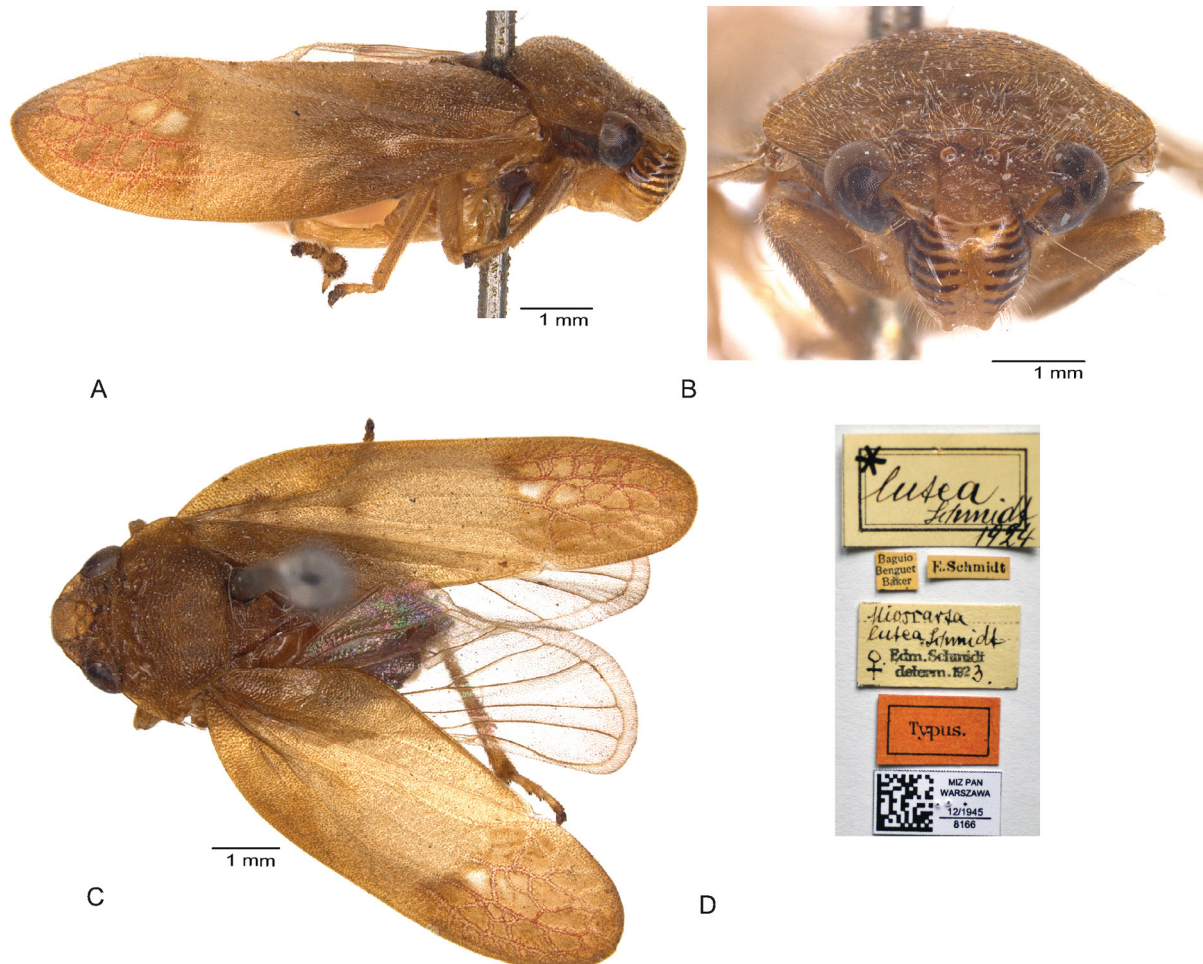 1 mm
1 mm
A
B
*
lutea
Schmidt
1924
Baguio
Benguet
Baker
E.Schmidt
Mioscarta
lutea Schmidt
♀ Edm. Schmidt
determ. 1923.
Typus.
MIZ PAN
WARSZAWA
12/1945
8166
1 mm
C
D